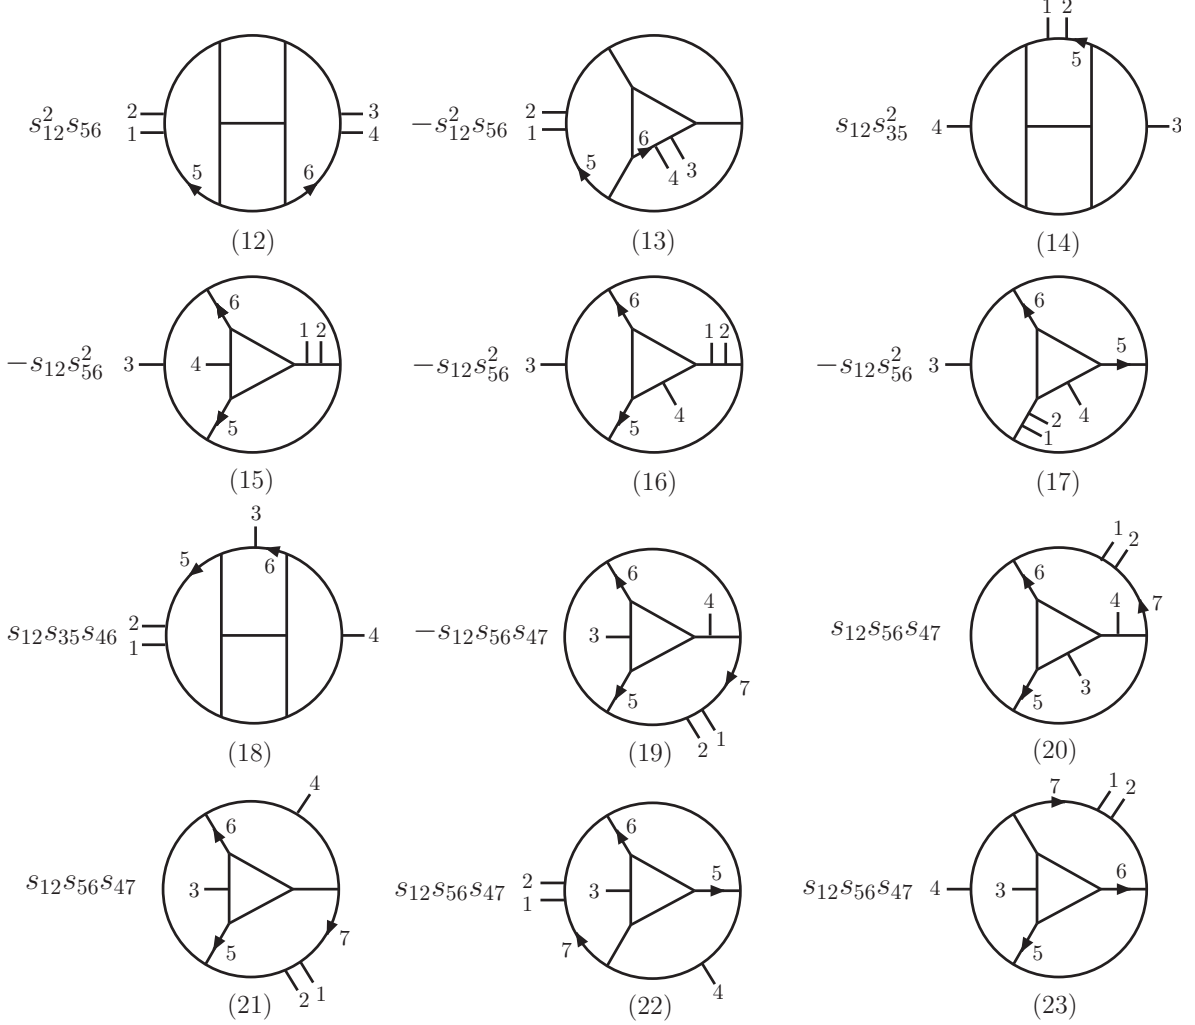 1 2
s_{12}^2 s_{56} 2 1 5 6 3 4 -s_{12}^2 s_{56} 2 1 5 6 4 3 s_{12} s_{35}^2 4 5 3
(12) (13) (14)
-s_{12} s_{56}^2 3 4 6 5 1 2 -s_{12} s_{56}^2 3 6 5 4 1 2 -s_{12} s_{56}^2 3 6 5 4 2 1
(15) (16) (17)
s_{12} s_{35} s_{46} 2 1 5 3 6 4 -s_{12} s_{56} s_{47} 3 6 5 4 7 2 1 s_{12} s_{56} s_{47} 6 5 3 4 7 1 2
(18) (19) (20)
s_{12} s_{56} s_{47} 3 6 5 4 7 2 1 s_{12} s_{56} s_{47} 2 1 7 3 6 5 4 s_{12} s_{56} s_{47} 4 3 7 1 2 6 5
(21) (22) (23)